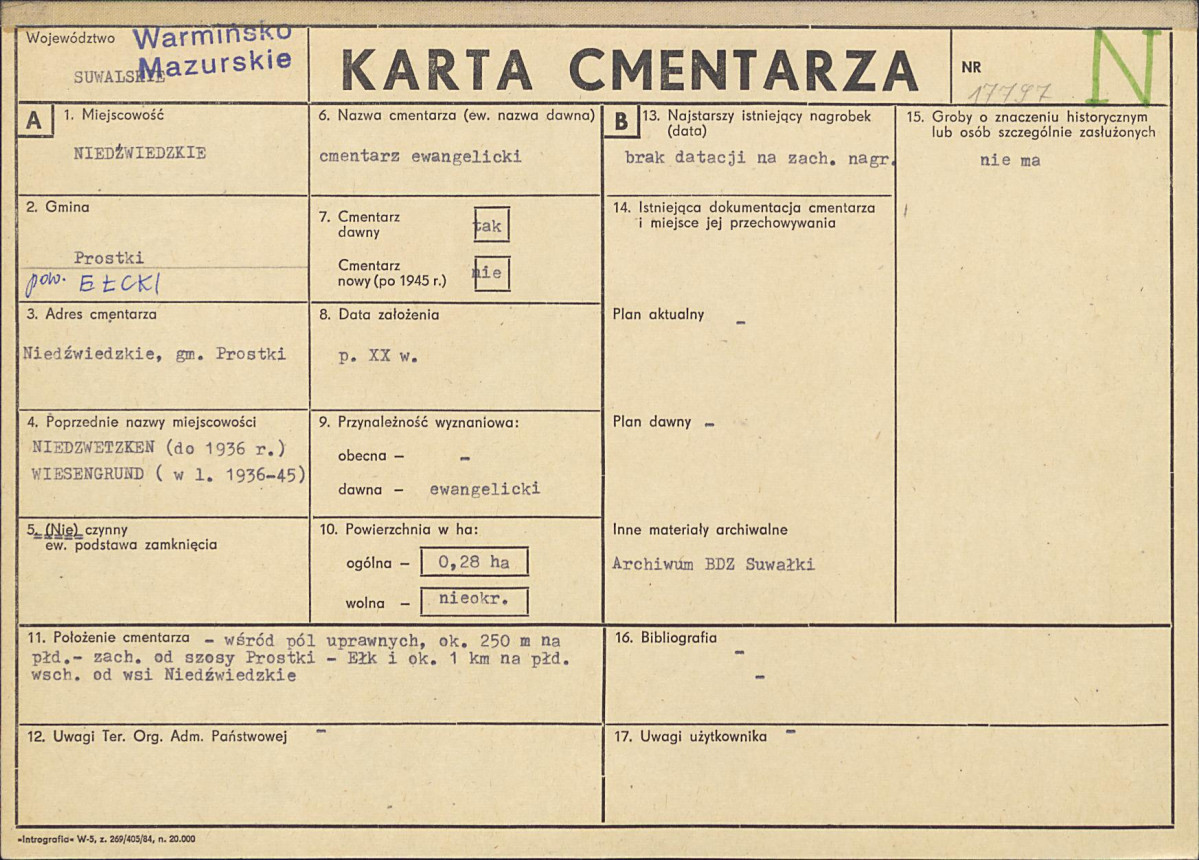 Województwo Warmińsko
Mazurskie
SUWALSKIE
KARTA CMENTARZA
NR
17797
N
A
1. Miejscowość
NIEDŹWIEDZKIE
2. Gmina
Prostki
pow. EŁCKI
3. Adres cmentarza
Niedźwiedzkie, gm. Prostki
4. Poprzednie nazwy miejscowości
NIEDZWETZKEN (do 1936 r.)
WIESENGRUND ( w l. 1936-45)
5. (Nie) czynny
ew. podstawa zamknięcia
6. Nazwa cmentarza (ew. nazwa dawna)
cmentarz ewangelicki
7. Cmentarz
dawny
tak
Cmentarz
nowy (po 1945 r.)
nie
8. Data założenia
p. XX w.
9. Przynależność wyznaniowa:
obecna – -
dawna – ewangelicki
10. Powierzchnia w ha:
ogólna – 0,28 ha
wolna – nieokr.
11. Położenie cmentarza - wśród pól uprawnych, ok. 250 m na
płd.- zach. od szosy Prostki - Ełk i ok. 1 km na płd.
wsch. od wsi Niedźwiedzkie
12. Uwagi Ter. Org. Adm. Państwowej -
B
13. Najstarszy istniejący nagrobek
(data)
brak datacji na zach. nagr.
14. Istniejąca dokumentacja cmentarza
i miejsce jej przechowywania
Plan aktualny -
Plan dawny -
Inne materiały archiwalne
Archiwum BDZ Suwałki
15. Groby o znaczeniu historycznym
lub osób szczególnie zasłużonych
nie ma
16. Bibliografia
-
-
17. Uwagi użytkownika -
«Intrografia» W-5, z. 269/405/84, n. 20.000